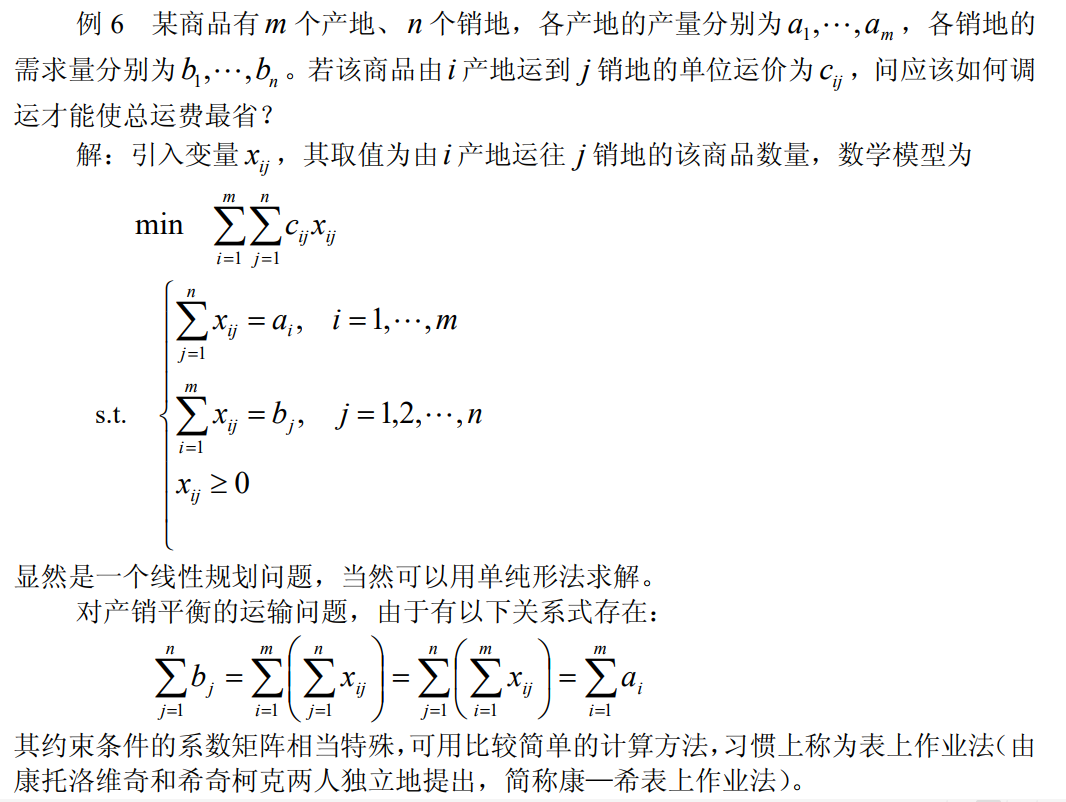 例 6 某商品有 m 个产地、n 个销地，各产地的产量分别为 a₁,⋯,aₘ，各销地的
需求量分别为 b₁,⋯,bₙ。若该商品由 i 产地运到 j 销地的单位运价为 cᵢⱼ，问应该如何调
运才能使总运费最省？
解：引入变量 xᵢⱼ，其取值为由 i 产地运往 j 销地的该商品数量，数学模型为
min \sum_{i=1}^{m} \sum_{j=1}^{n} c_{ij} x_{ij}
s.t. \begin{cases} \sum_{j=1}^{n} x_{ij} = a_i, & i = 1,\cdots,m
\sum_{i=1}^{m} x_{ij} = b_j, & j = 1,2,\cdots,n
x_{ij} \geq 0 \end{cases}
显然是一个线性规划问题，当然可以用单纯形法求解。
对产销平衡的运输问题，由于有以下关系式存在：
\sum_{j=1}^{n} b_j = \sum_{i=1}^{m} \left( \sum_{j=1}^{n} x_{ij} \right) = \sum_{j=1}^{n} \left( \sum_{i=1}^{m} x_{ij} \right) = \sum_{i=1}^{m} a_i
其约束条件的系数矩阵相当特殊，可用比较简单的计算方法，习惯上称为表上作业法（由
康托洛维奇和希奇柯克两人独立地提出，简称康—希表上作业法）。